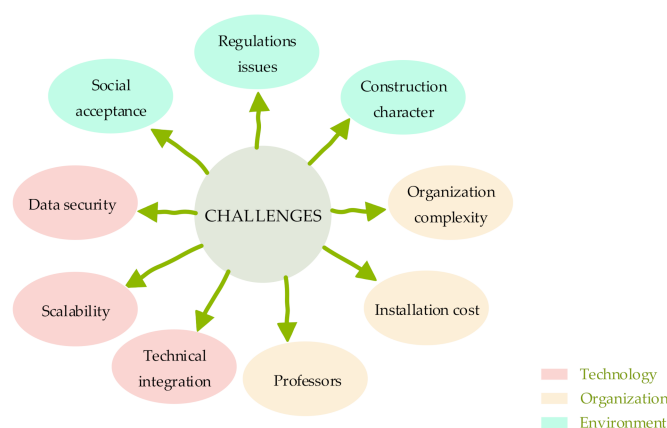 Regulations
issues
Social
acceptance
Construction
character
Data security
CHALLENGES
Organization
complexity
Scalability
Installation cost
Technical
integration
Professors
Technology
Organization
Environment